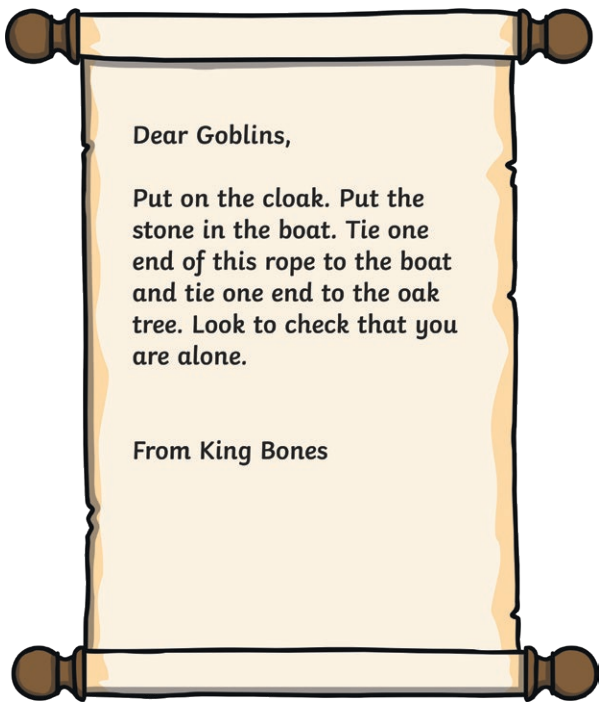 Dear Goblins,
Put on the cloak. Put the
stone in the boat. Tie one
end of this rope to the boat
and tie one end to the oak
tree. Look to check that you
are alone.
From King Bones